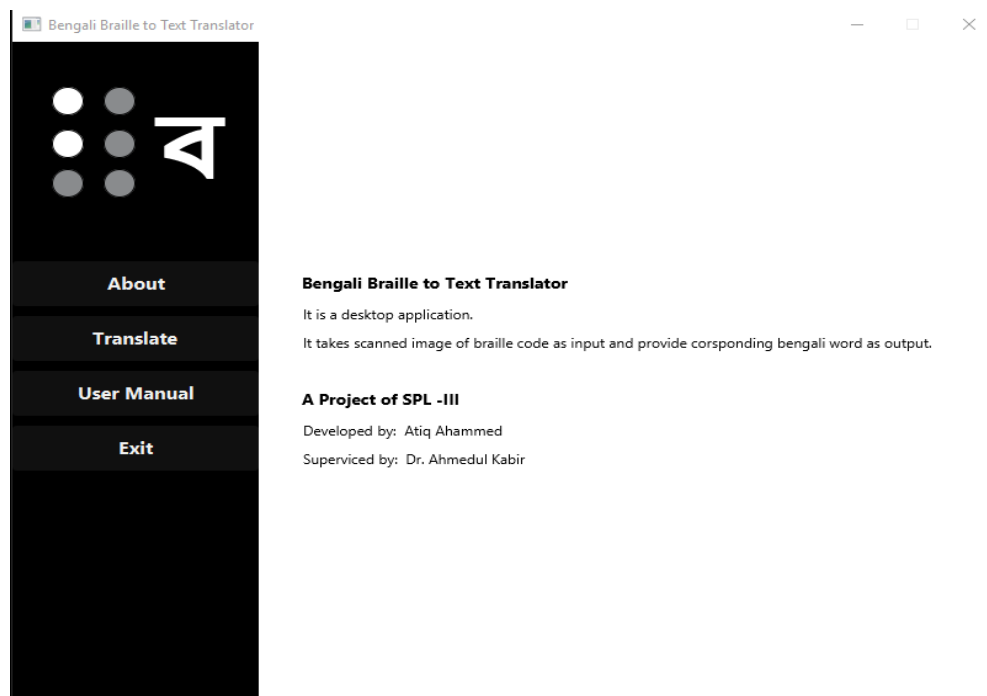 Bengali Braille to Text Translator
ব
About
Translate
User Manual
Exit
Bengali Braille to Text Translator
It is a desktop application.
It takes scanned image of braille code as input and provide corsponding bengali word as output.
A Project of SPL -III
Developed by: Atiq Ahammed
Superviced by: Dr. Ahmedul Kabir